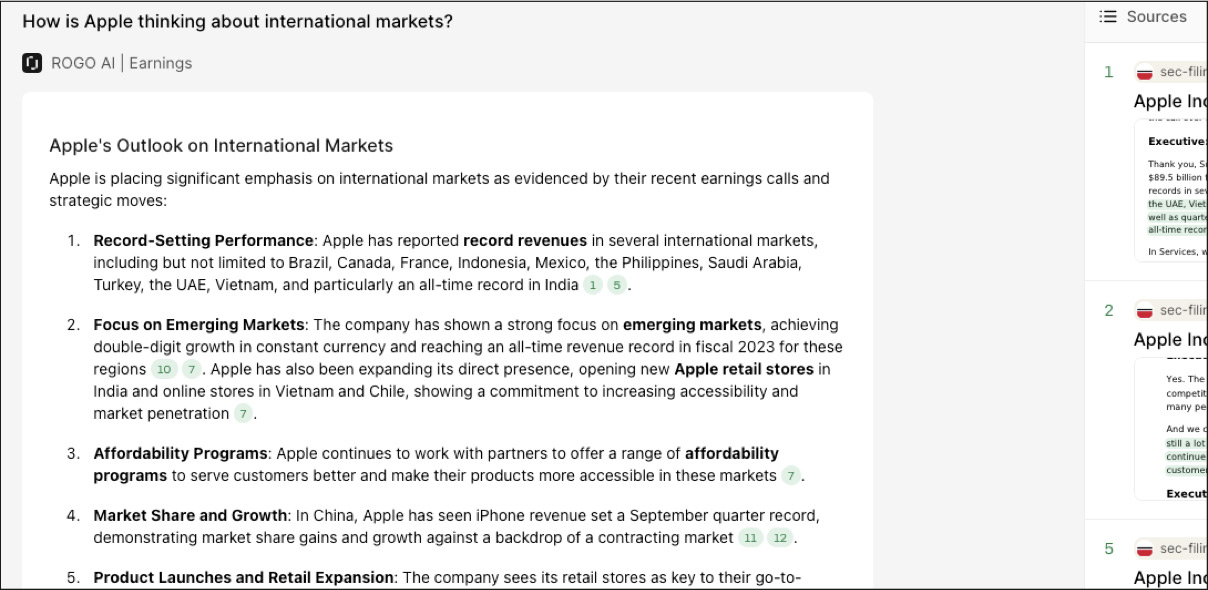 How is Apple thinking about international markets?
ROGO AI | Earnings
Apple's Outlook on International Markets
Apple is placing significant emphasis on international markets as evidenced by their recent earnings calls and
strategic moves:
1. Record-Setting Performance: Apple has reported record revenues in several international markets,
including but not limited to Brazil, Canada, France, Indonesia, Mexico, the Philippines, Saudi Arabia,
Turkey, the UAE, Vietnam, and particularly an all-time record in India 1 5 .
2. Focus on Emerging Markets: The company has shown a strong focus on emerging markets, achieving
double-digit growth in constant currency and reaching an all-time revenue record in fiscal 2023 for these
regions 10 7 . Apple has also been expanding its direct presence, opening new Apple retail stores in
India and online stores in Vietnam and Chile, showing a commitment to increasing accessibility and
market penetration 7 .
3. Affordability Programs: Apple continues to work with partners to offer a range of affordability
programs to serve customers better and make their products more accessible in these markets 7 .
4. Market Share and Growth: In China, Apple has seen iPhone revenue set a September quarter record,
demonstrating market share gains and growth against a backdrop of a contracting market 11 12 .
5. Product Launches and Retail Expansion: The company sees its retail stores as key to their go-to-
Sources
1 sec-filin
Apple Inc
Executive
Thank you, Su
$89.5 billion f
records in sev
the UAE, Viet
well as quarte
all-time recor
In Services, w
2 sec-filin
Apple Inc
Yes. The
competit
many pe
And we c
still a lot
continue
customer
Execut
5 sec-filin
Apple Inc